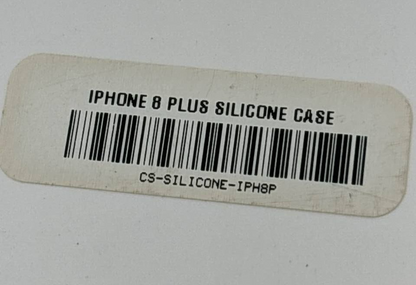 IPHONE 8 PLUS SILICONE CASE
CS-SILICONE-IPH8P